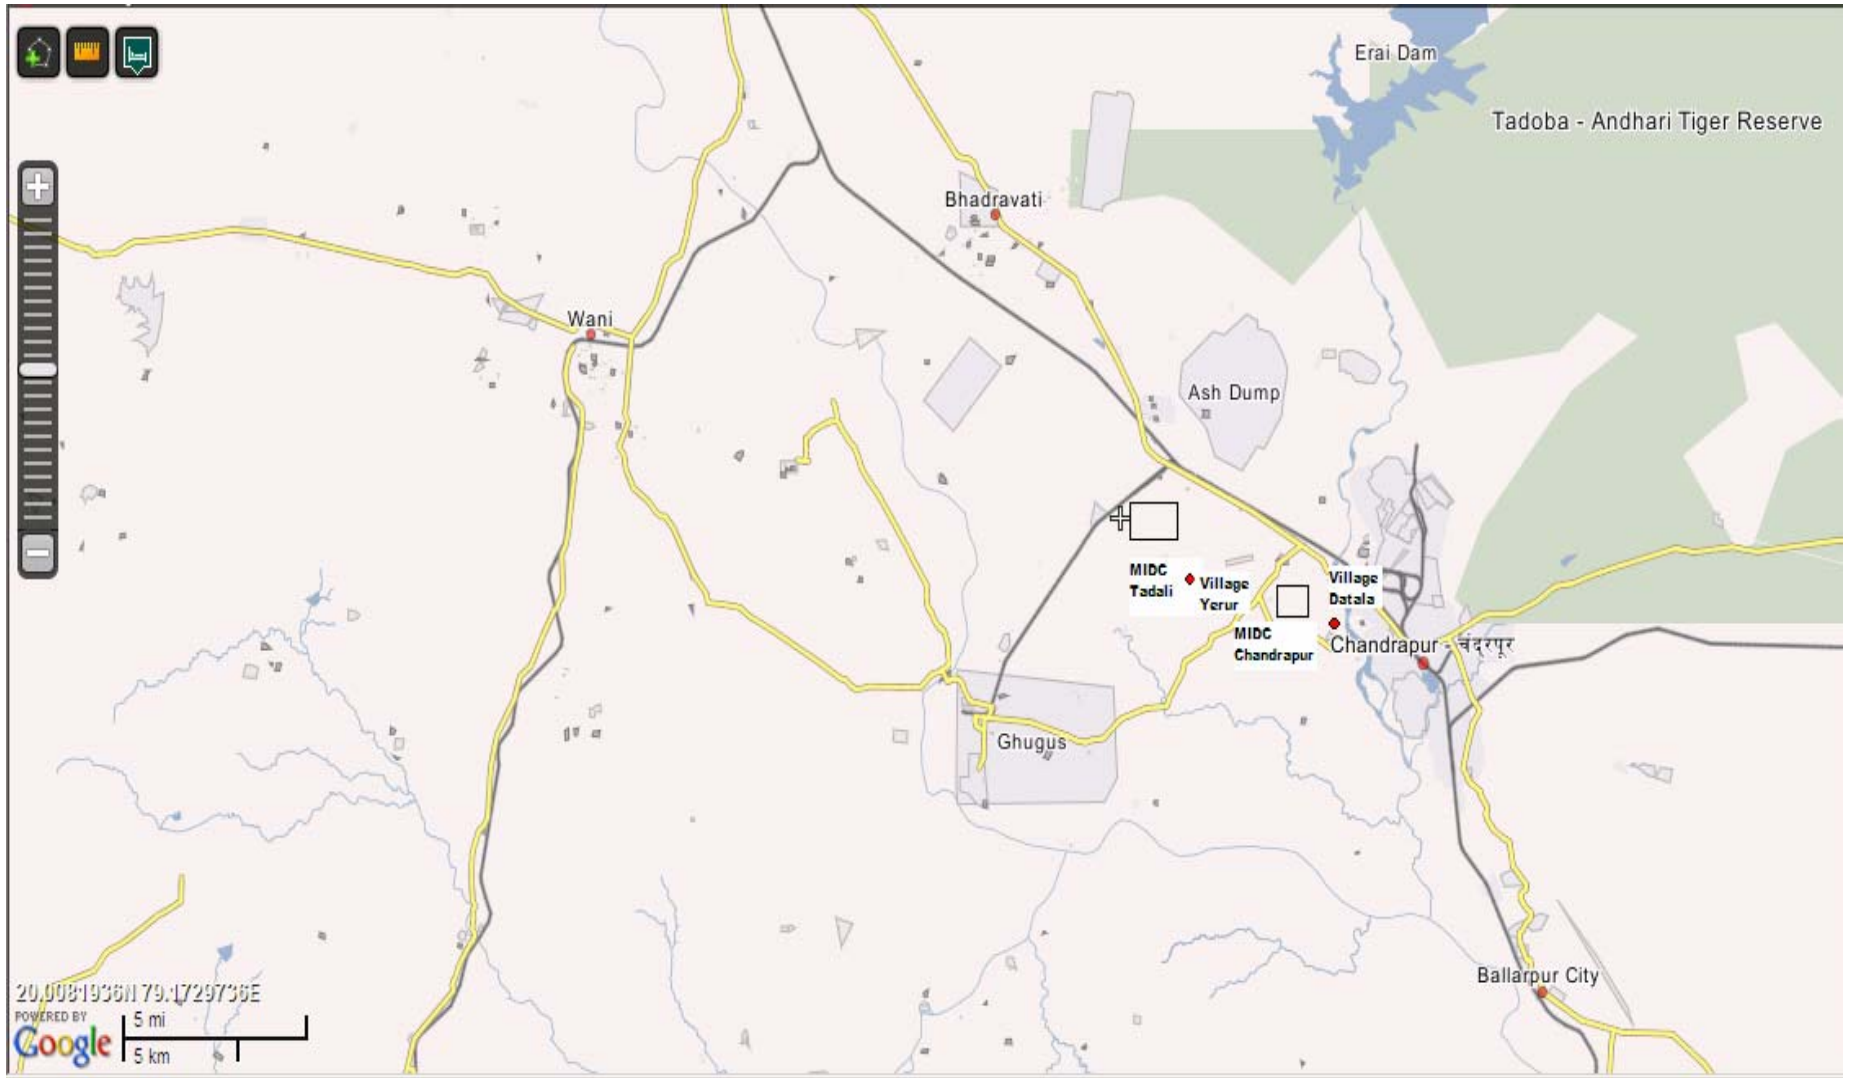 Erai Dam
Tadoba - Andhari Tiger Reserve
Bhadravati
Wani
Ash Dump
MIDC
Tadali
Village
Yerur
Village
Datala
MIDC
Chandrapur
Chandrapur - चंद्रपूर
Ghugus
Ballarpur City
20.0081936N 79.1729736E
POWERED BY
Google
5 mi
5 km